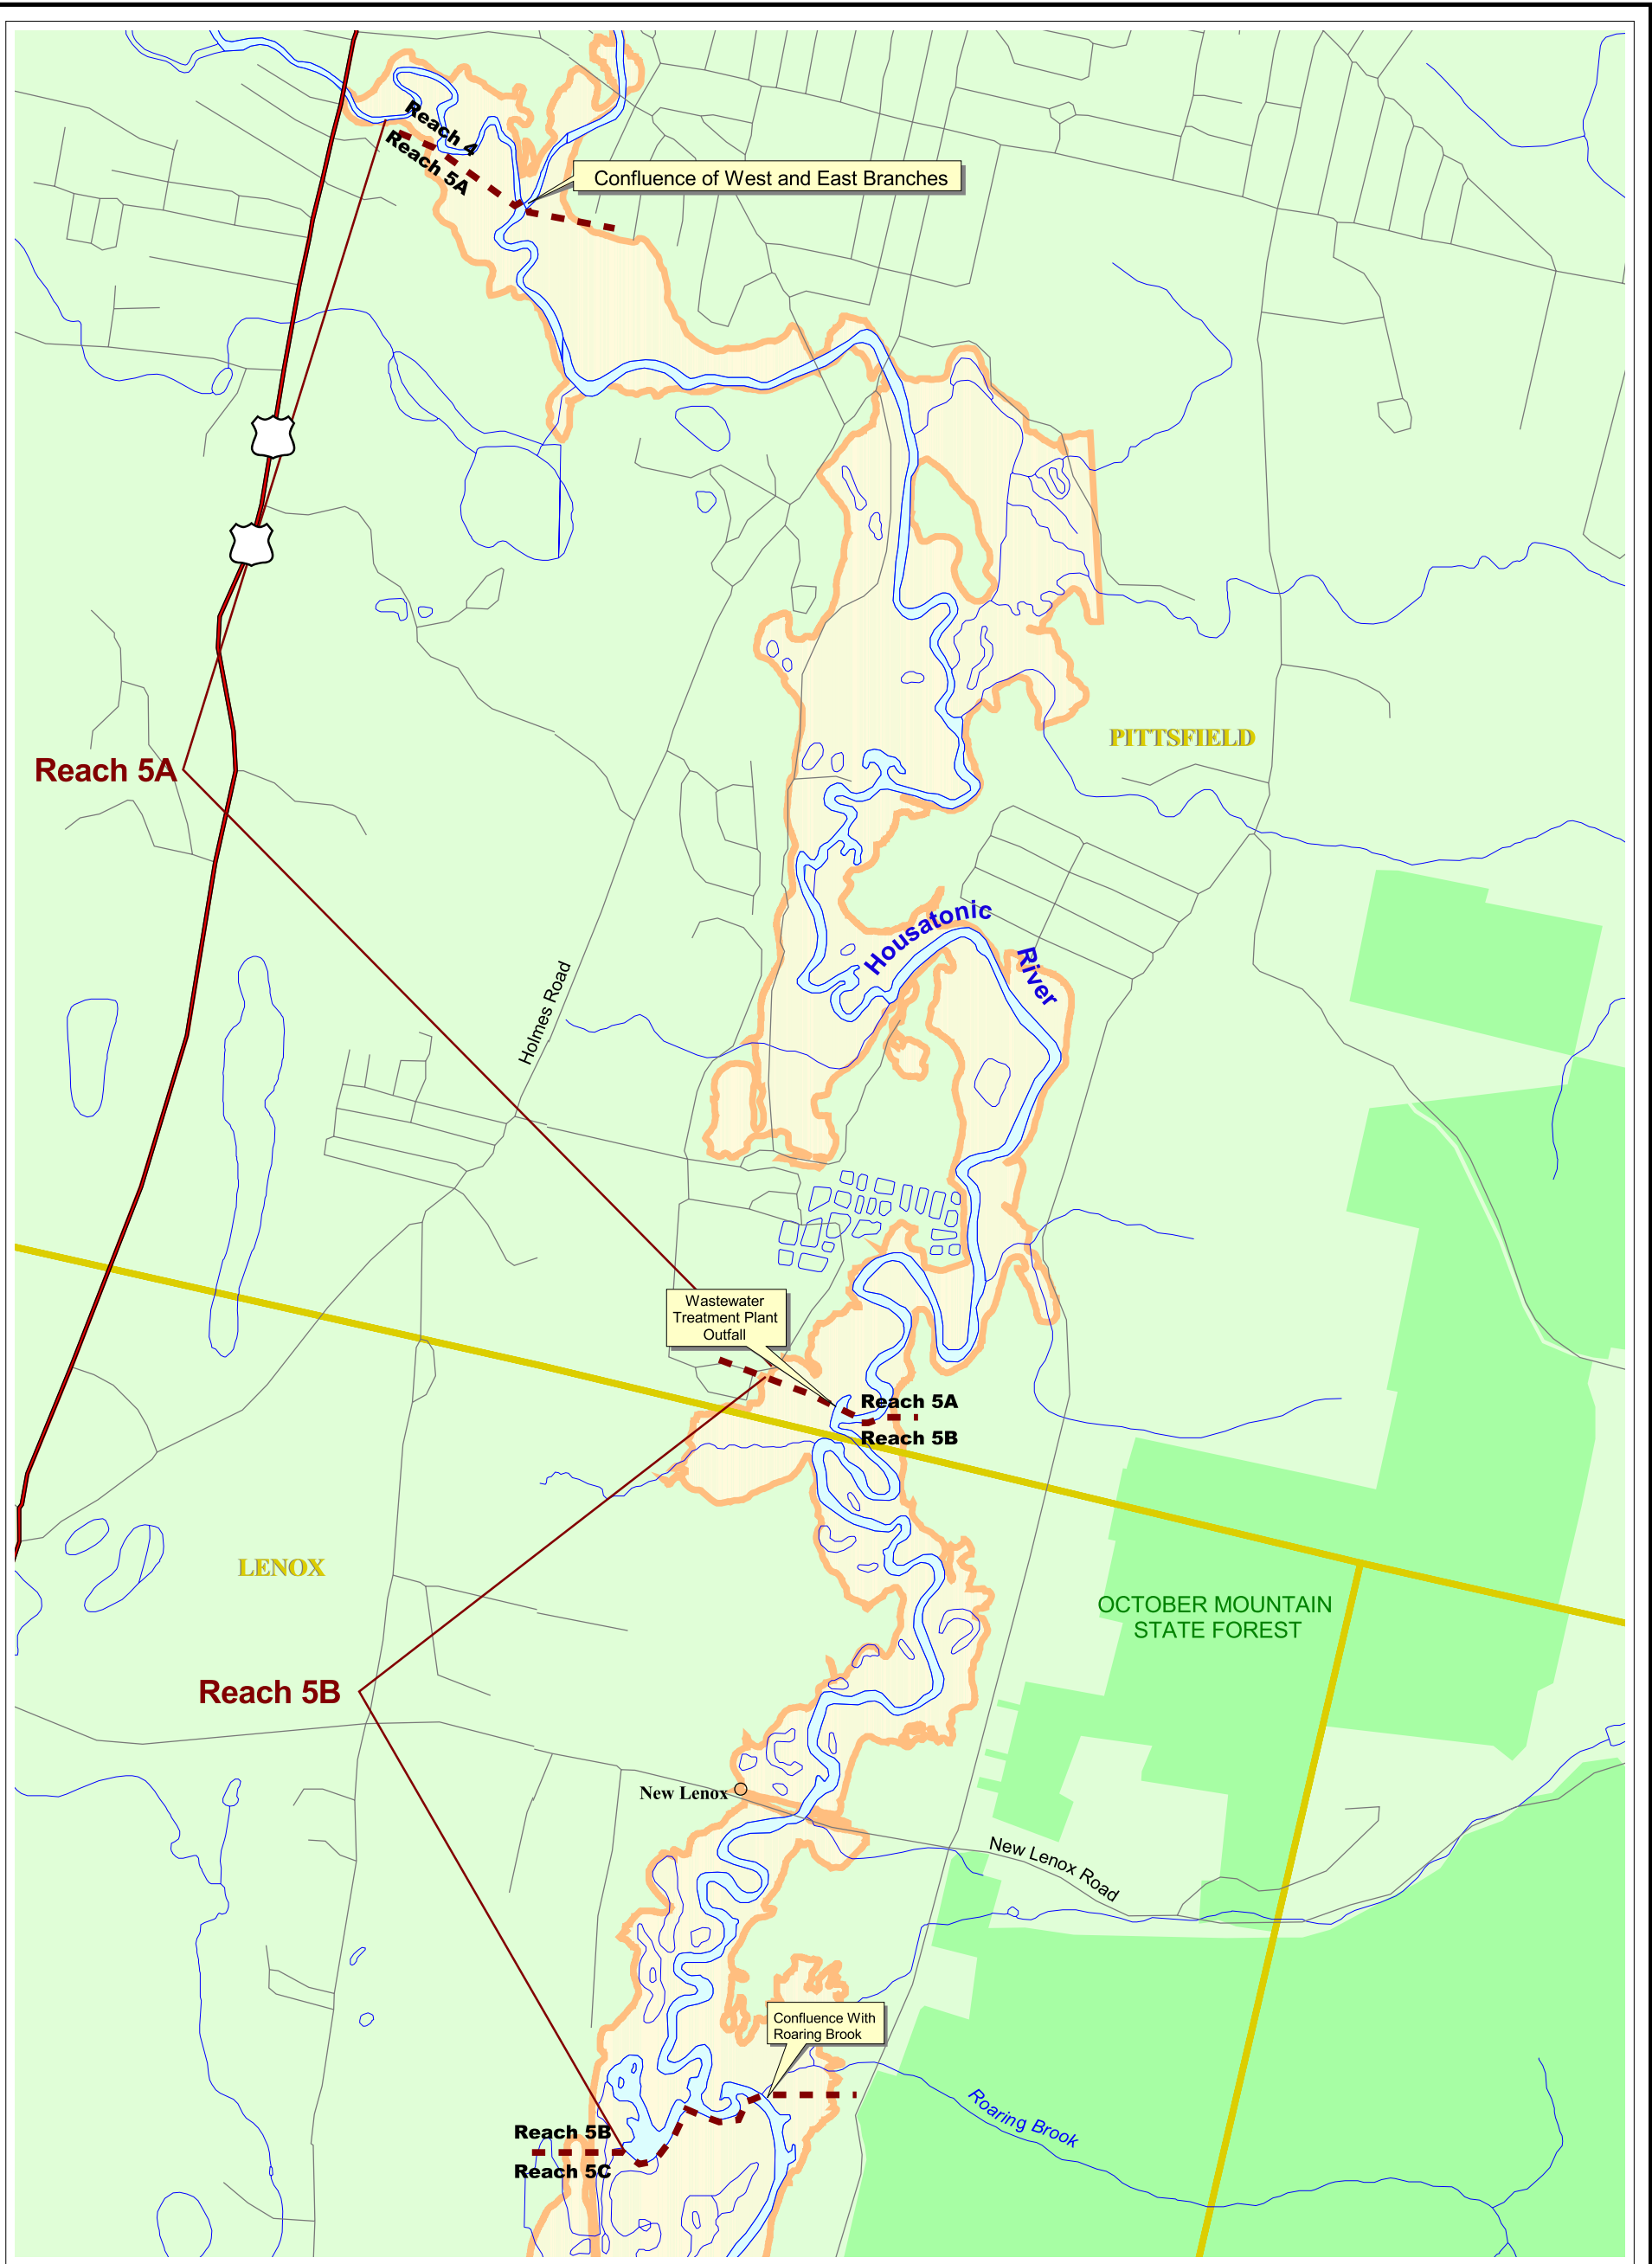 Reach 4
Reach 5A
Confluence of West and East Branches
PITTSFIELD
Reach 5A
Housatonic
River
Holmes Road
Wastewater
Treatment Plant
Outfall
Reach 5A
Reach 5B
LENOX
OCTOBER MOUNTAIN
STATE FOREST
Reach 5B
New Lenox
New Lenox Road
Confluence With
Roaring Brook
Roaring Brook
Reach 5B
Reach 5C